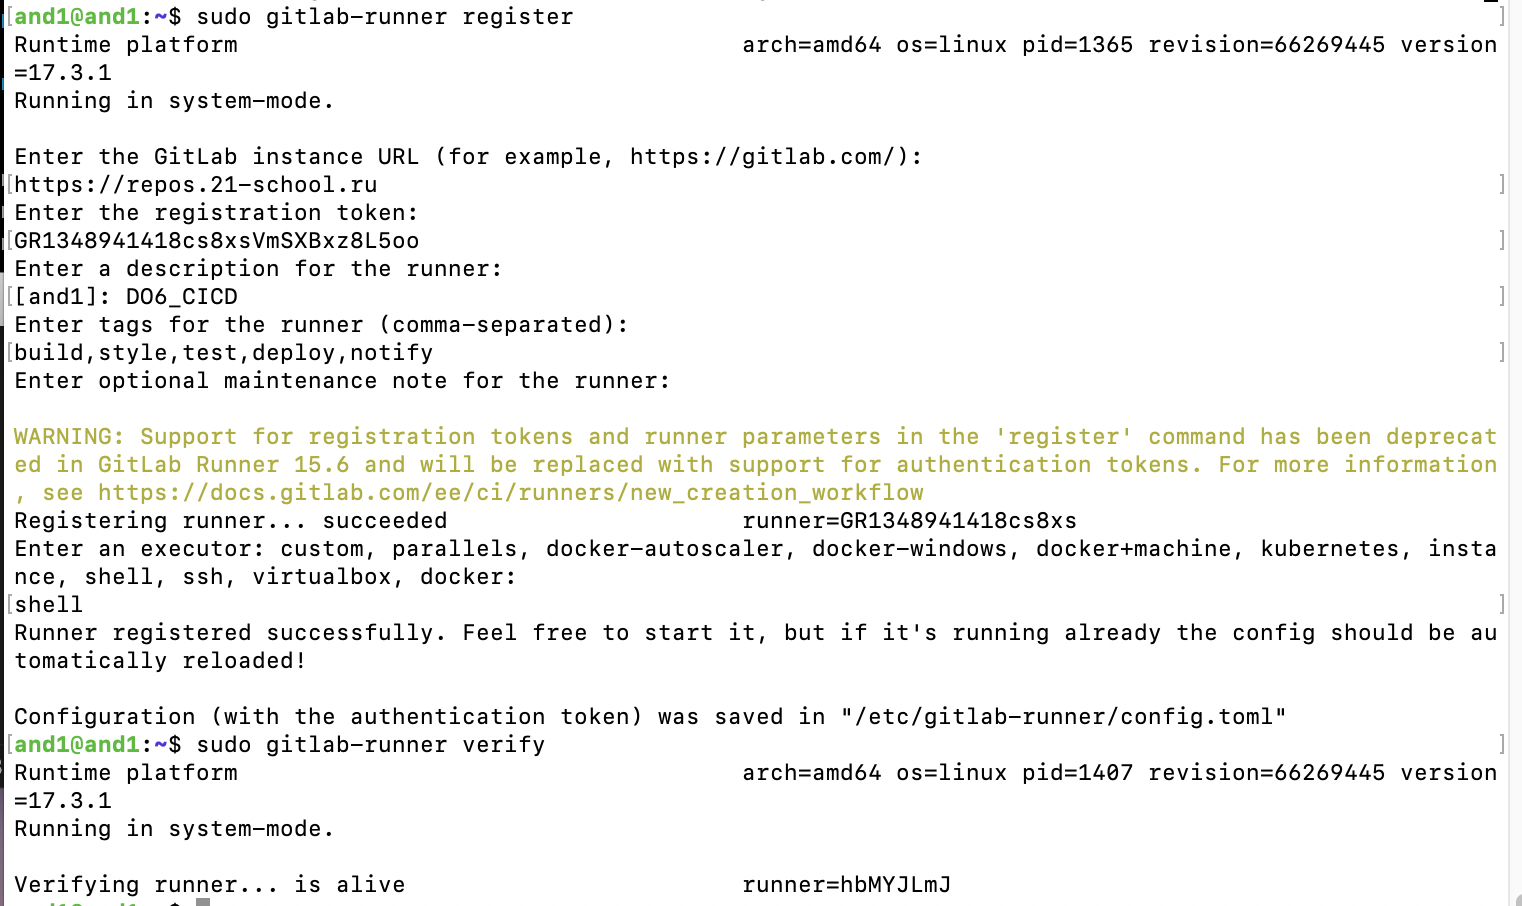 and1@and1:~$ sudo gitlab-runner register
Runtime platform                                    arch=amd64 os=linux pid=1365 revision=66269445 version
=17.3.1
Running in system-mode.
Enter the GitLab instance URL (for example, https://gitlab.com/):
https://repos.21-school.ru
Enter the registration token:
GR1348941418cs8xsVmSXBxz8L5oo
Enter a description for the runner:
[and1]: DO6_CICD
Enter tags for the runner (comma-separated):
build,style,test,deploy,notify
Enter optional maintenance note for the runner:
WARNING: Support for registration tokens and runner parameters in the 'register' command has been deprecat
ed in GitLab Runner 15.6 and will be replaced with support for authentication tokens. For more information
, see https://docs.gitlab.com/ee/ci/runners/new_creation_workflow
Registering runner... succeeded                     runner=GR1348941418cs8xs
Enter an executor: custom, parallels, docker-autoscaler, docker-windows, docker+machine, kubernetes, insta
nce, shell, ssh, virtualbox, docker:
shell
Runner registered successfully. Feel free to start it, but if it's running already the config should be au
tomatically reloaded!
Configuration (with the authentication token) was saved in "/etc/gitlab-runner/config.toml"
and1@and1:~$ sudo gitlab-runner verify
Runtime platform                                    arch=amd64 os=linux pid=1407 revision=66269445 version
=17.3.1
Running in system-mode.
Verifying runner... is alive                        runner=hbMYJLmJ